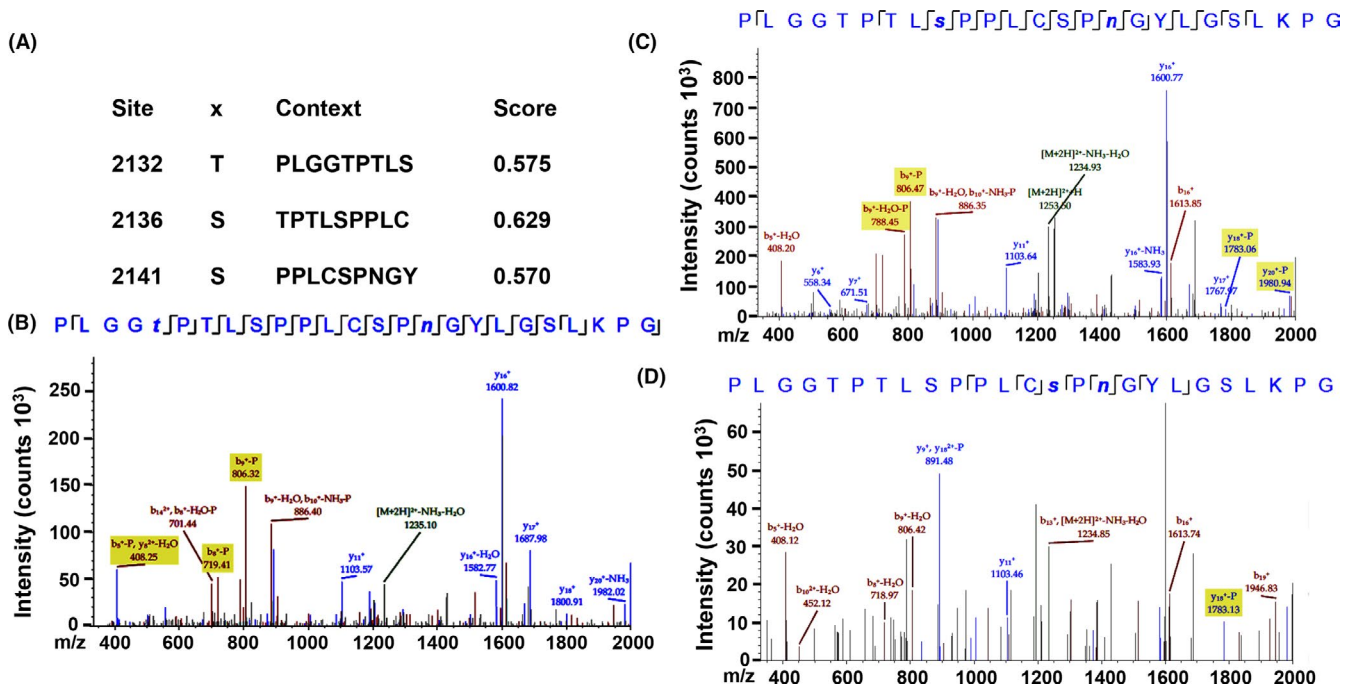 (A)
Site x Context Score
2132 T PLGGTPTLS 0.575
2136 S TPTLSPPLC 0.629
2141 S PPLCSPNGY 0.570
(B) P L G G t P T L S P P L C S P n G Y L G S L K P G
Intensity (counts 10³)
250
200
150
100
50
0
b₅⁺-P, y₈²⁺-H₂O
408.25
b₁₄²⁺, b₈⁺-H₂O-P
701.44
b₈⁺-P
719.41
b₉⁺-P
806.32
b₉⁺-H₂O, b₁₀⁺-NH₃-P
886.40
y₁₁⁺
1103.57
[M+2H]²⁺-NH₃-H₂O
1235.10
y₁₆⁺
1600.82
y₁₆⁺-H₂O
1582.77
y₁₇⁺
1687.98
y₁₈⁺
1800.91
y₂₀⁺-NH₃
1982.02
m/z 400 600 800 1000 1200 1400 1600 1800 2000
(C)
P L G G T P T L s P P L C S P n G Y L G S L K P G
Intensity (counts 10³)
800
700
600
500
400
300
200
100
0
b₅⁺-H₂O
408.20
y₆⁺
558.34
y₇⁺
671.51
b₉⁺-H₂O-P
788.45
b₉⁺-P
806.47
b₉⁺-H₂O, b₁₀⁺-NH₃-P
886.35
y₁₁⁺
1103.64
[M+2H]²⁺-NH₃-H₂O
1234.93
[M+2H]²⁺-H
y₁₆⁺
1600.77
b₁₆⁺
1613.85
y₁₆⁺-NH₃
1583.93
y₁₇⁺
1767.97
y₁₈⁺-P
1783.06
y₂₀⁺-P
1980.94
m/z 400 600 800 1000 1200 1400 1600 1800 2000
(D)
P L G G T P T L S P P L C s P n G Y L G S L K P G
Intensity (counts 10³)
60
50
40
30
20
10
0
b₅⁺-H₂O
408.12
b₁₀²⁺-H₂O
452.12
b₈⁺-H₂O
718.97
b₉⁺-H₂O
806.42
y₉⁺, y₁₈²⁺-P
891.48
y₁₁⁺
1103.46
b₁₃⁺, [M+2H]²⁺-NH₃-H₂O
1234.85
b₁₆⁺
1613.74
y₁₈⁺-P
1783.13
b₁₉⁺
1946.83
m/z 400 600 800 1000 1200 1400 1600 1800 2000